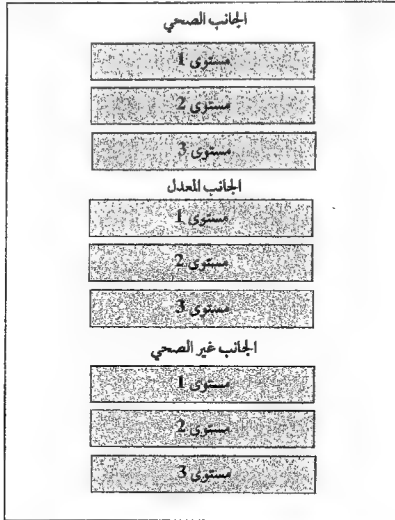 الجانب الصحي
مستوى 1
مستوى 2
مستوى 3
الجانب المعدل
مستوى 1
مستوى 2
مستوى 3
الجانب غير الصحي
مستوى 1
مستوى 2
مستوى 3